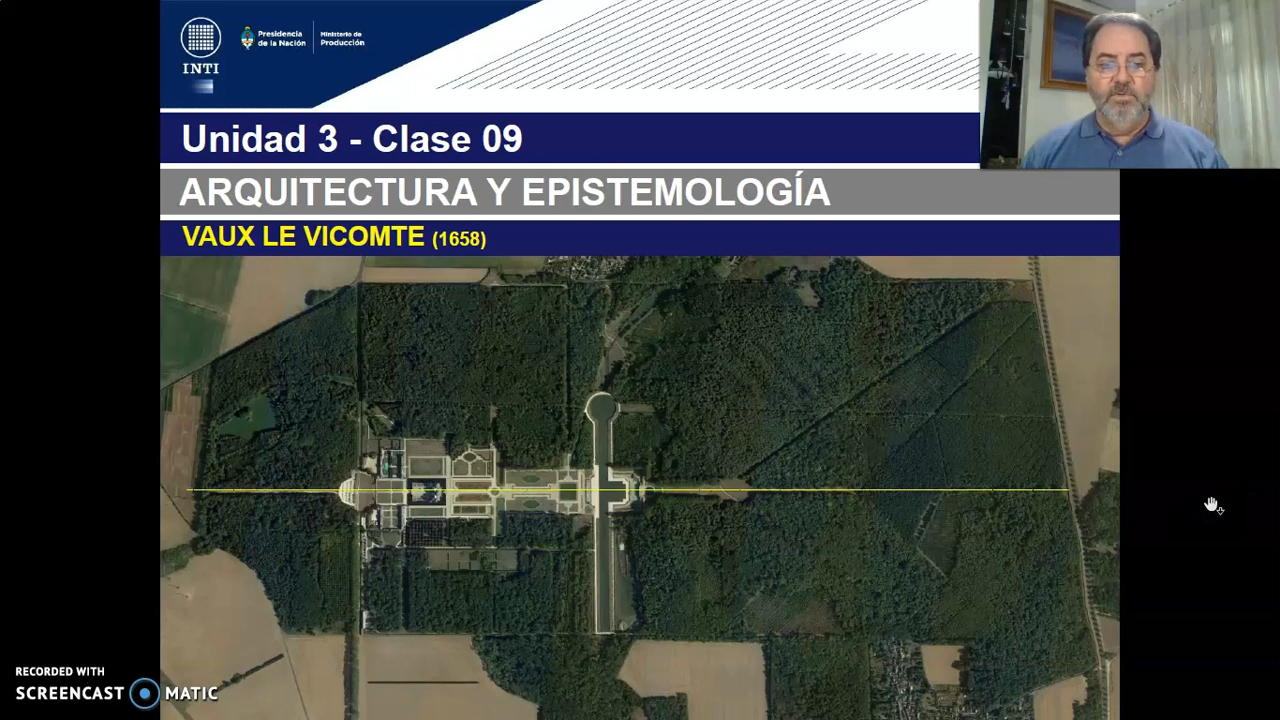 INTI
Presidencia
de la Nación
Ministerio de
Producción
Unidad 3 - Clase 09
ARQUITECTURA Y EPISTEMOLOGÍA
VAUX LE VICOMTE (1658)
RECORDED WITH
SCREENCAST MATIC